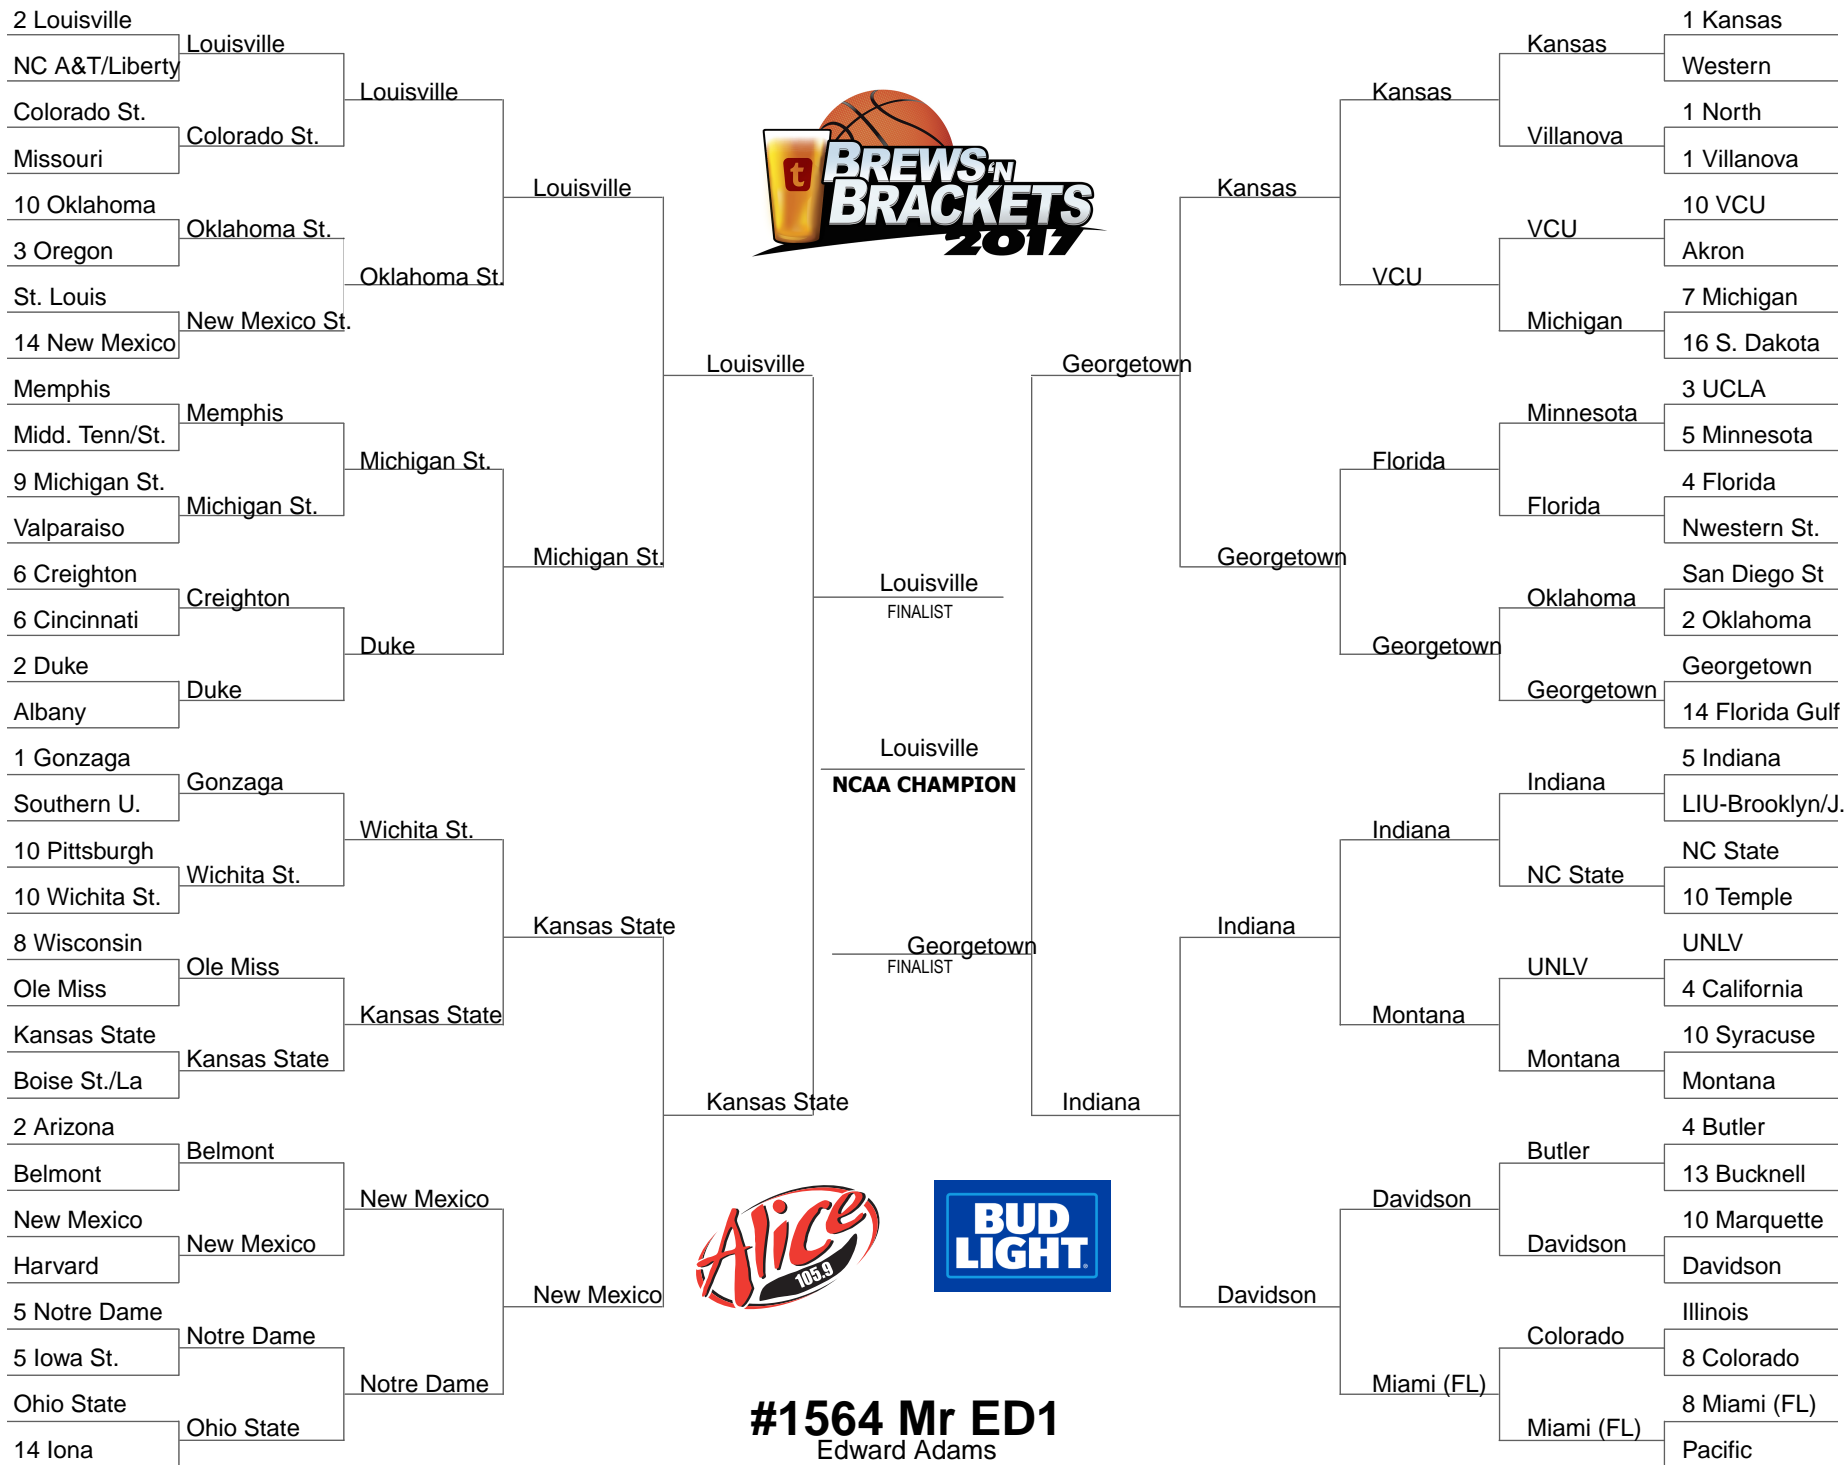 2 Louisville
NC A&T/Liberty
Colorado St.
Missouri
10 Oklahoma
3 Oregon
St. Louis
14 New Mexico
Memphis
Midd. Tenn/St.
9 Michigan St.
Valparaiso
6 Creighton
6 Cincinnati
2 Duke
Albany
1 Gonzaga
Southern U.
10 Pittsburgh
10 Wichita St.
8 Wisconsin
Ole Miss
Kansas State
Boise St./La
2 Arizona
Belmont
New Mexico
Harvard
5 Notre Dame
5 Iowa St.
Ohio State
14 Iona
Louisville
Colorado St.
Oklahoma St.
New Mexico St.
Memphis
Michigan St.
Creighton
Duke
Gonzaga
Wichita St.
Ole Miss
Kansas State
Belmont
New Mexico
Notre Dame
Ohio State
Louisville
Oklahoma St.
Michigan St.
Duke
Wichita St.
Kansas State
New Mexico
Notre Dame
Louisville
Michigan St.
Kansas State
New Mexico
Louisville
Kansas State
t
BREWS 'N
BRACKETS
2017
Louisville
FINALIST
Louisville
NCAA CHAMPION
Georgetown
FINALIST
Alice
105.9
BUD
LIGHT
#1564 Mr ED1
Edward Adams
Georgetown
Indiana
Kansas
Georgetown
Indiana
Davidson
Kansas
VCU
Florida
Georgetown
Indiana
Montana
Davidson
Miami (FL)
Kansas
Villanova
VCU
Michigan
Minnesota
Florida
Oklahoma
Georgetown
Indiana
NC State
UNLV
Montana
Butler
Davidson
Colorado
Miami (FL)
1 Kansas
Western
1 North
1 Villanova
10 VCU
Akron
7 Michigan
16 S. Dakota
3 UCLA
5 Minnesota
4 Florida
Nwestern St.
San Diego St
2 Oklahoma
Georgetown
14 Florida Gulf
5 Indiana
LIU-Brooklyn/J.
NC State
10 Temple
UNLV
4 California
10 Syracuse
Montana
4 Butler
13 Bucknell
10 Marquette
Davidson
Illinois
8 Colorado
8 Miami (FL)
Pacific